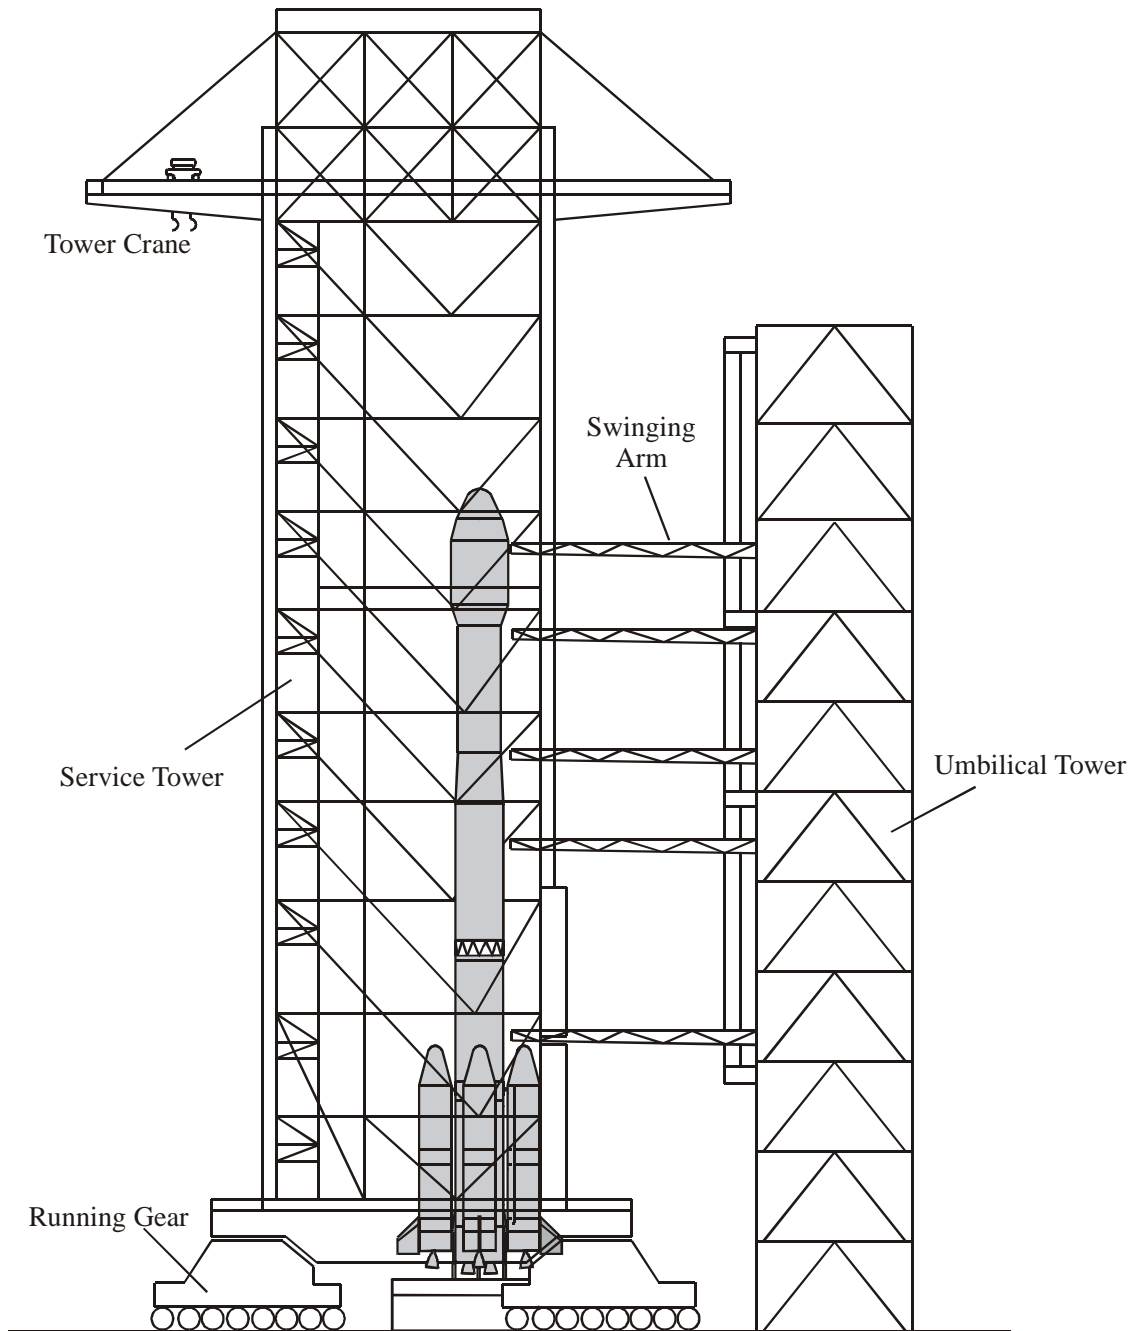 Tower Crane
Swinging
Arm
Service Tower
Umbilical Tower
Running Gear